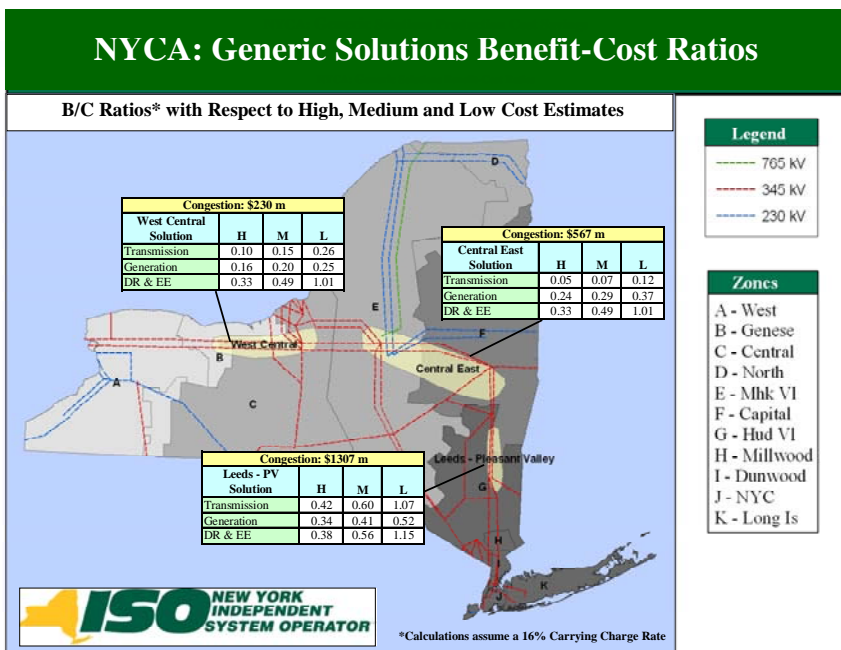 NYCA: Generic Solutions Benefit-Cost Ratios
B/C Ratios* with Respect to High, Medium and Low Cost Estimates
Congestion: $230 m
West Central Solution H M L
Transmission 0.10 0.15 0.26
Generation 0.16 0.20 0.25
DR & EE 0.33 0.49 1.01
Congestion: $567 m
Central East Solution H M L
Transmission 0.05 0.07 0.12
Generation 0.24 0.29 0.37
DR & EE 0.33 0.49 1.01
Congestion: $1307 m
Leeds - PV Solution H M L
Transmission 0.42 0.60 1.07
Generation 0.34 0.41 0.52
DR & EE 0.38 0.56 1.15
D
E
F
West Central
B
Central East
A
C
Leeds - Pleasant Valley
G
H
I
J
K
Legend
765 kV
345 kV
230 kV
Zones
A - West
B - Genese
C - Central
D - North
E - Mhk Vl
F - Capital
G - Hud Vl
H - Millwood
I - Dunwood
J - NYC
K - Long Is
ISO NEW YORK
INDEPENDENT
SYSTEM OPERATOR
*Calculations assume a 16% Carrying Charge Rate